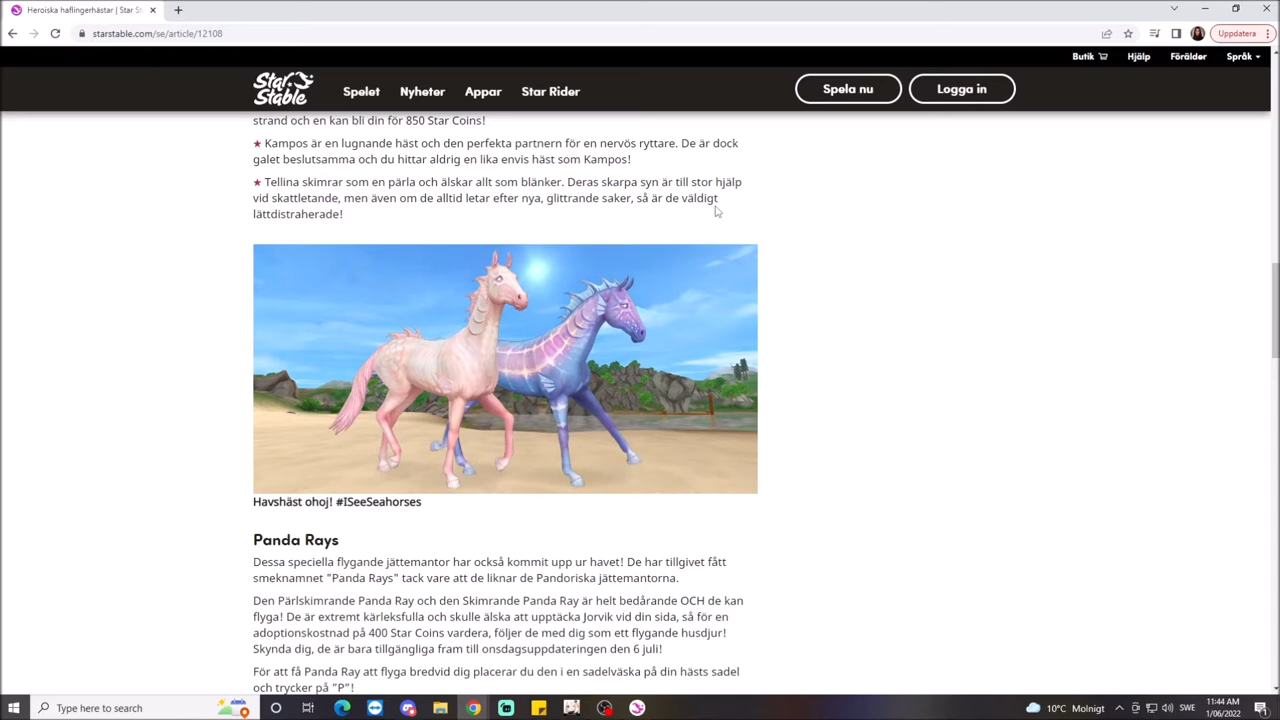 Heroiska haflingerhästar | Star S
starstable.com/se/article/12108
Uppdatera
Butik
Hjälp
Förälder
Språk
Star Stable
Spelet
Nyheter
Appar
Star Rider
Spela nu
Logga in
strand och en kan bli din för 850 Star Coins!
★ Kampos är en lugnande häst och den perfekta partnern för en nervös ryttare. De är dock
galet beslutsamma och du hittar aldrig en lika envis häst som Kampos!
★ Tellina skimrar som en pärla och älskar allt som blänker. Deras skarpa syn är till stor hjälp
vid skattletande, men även om de alltid letar efter nya, glittrande saker, så är de väldigt
lättdistraherade!
Havshäst ohoj! #ISeeSeahorses
Panda Rays
Dessa speciella flygande jättemantor har också kommit upp ur havet! De har tillgivet fått
smeknamnet "Panda Rays" tack vare att de liknar de Pandoriska jättemantorna.
Den Pärlskimrande Panda Ray och den Skimrande Panda Ray är helt bedårande OCH de kan
flyga! De är extremt kärleksfulla och skulle älska att upptäcka Jorvik vid din sida, så för en
adoptionskostnad på 400 Star Coins vardera, följer de med dig som ett flygande husdjur!
Skynda dig, de är bara tillgängliga fram till onsdagsuppdateringen den 6 juli!
För att få Panda Ray att flyga bredvid dig placerar du den i en sadelväska på din hästs sadel
och trycker på "P"!
Type here to search
10°C Molnigt
SWE
11:44 AM
1/06/2022